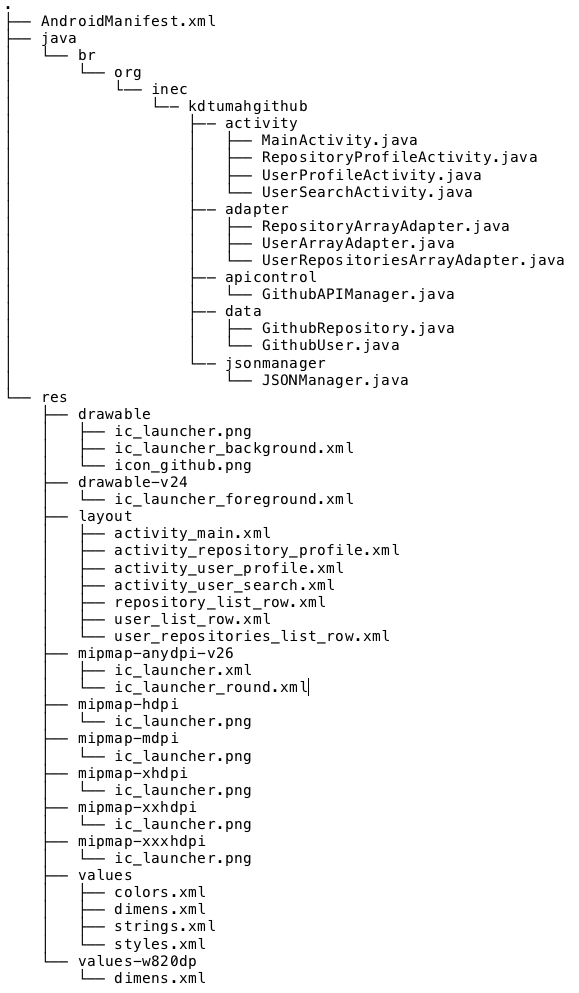 .
├── AndroidManifest.xml
├── java
│   └── br
│       └── org
│           └── inec
│               └── kdtumahgithub
│                   ├── activity
│                   │   ├── MainActivity.java
│                   │   ├── RepositoryProfileActivity.java
│                   │   ├── UserProfileActivity.java
│                   │   └── UserSearchActivity.java
│                   ├── adapter
│                   │   ├── RepositoryArrayAdapter.java
│                   │   ├── UserArrayAdapter.java
│                   │   └── UserRepositoriesArrayAdapter.java
│                   ├── apicontrol
│                   │   └── GithubAPIManager.java
│                   ├── data
│                   │   ├── GithubRepository.java
│                   │   └── GithubUser.java
│                   └── jsonmanager
│                       └── JSONManager.java
└── res
    ├── drawable
    │   ├── ic_launcher.png
    │   ├── ic_launcher_background.xml
    │   └── icon_github.png
    ├── drawable-v24
    │   └── ic_launcher_foreground.xml
    ├── layout
    │   ├── activity_main.xml
    │   ├── activity_repository_profile.xml
    │   ├── activity_user_profile.xml
    │   ├── activity_user_search.xml
    │   ├── repository_list_row.xml
    │   ├── user_list_row.xml
    │   └── user_repositories_list_row.xml
    ├── mipmap-anydpi-v26
    │   ├── ic_launcher.xml
    │   └── ic_launcher_round.xml
    ├── mipmap-hdpi
    │   └── ic_launcher.png
    ├── mipmap-mdpi
    │   └── ic_launcher.png
    ├── mipmap-xhdpi
    │   └── ic_launcher.png
    ├── mipmap-xxhdpi
    │   └── ic_launcher.png
    ├── mipmap-xxxhdpi
    │   └── ic_launcher.png
    ├── values
    │   ├── colors.xml
    │   ├── dimens.xml
    │   ├── strings.xml
    │   └── styles.xml
    └── values-w820dp
        └── dimens.xml